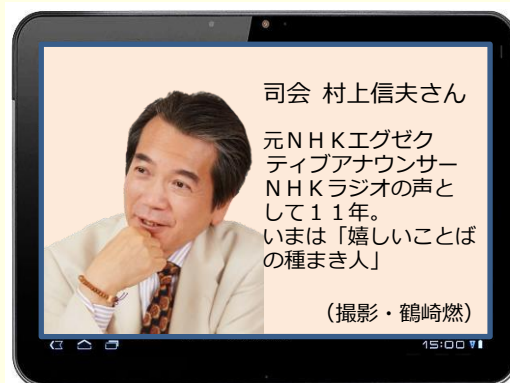 司会 村上信夫さん
元ＮＨＫエグゼク
ティブアナウンサー
ＮＨＫラジオの声と
して１１年。
いまは「嬉しいことば
の種まき人」
（撮影・鶴崎燃）
15:00